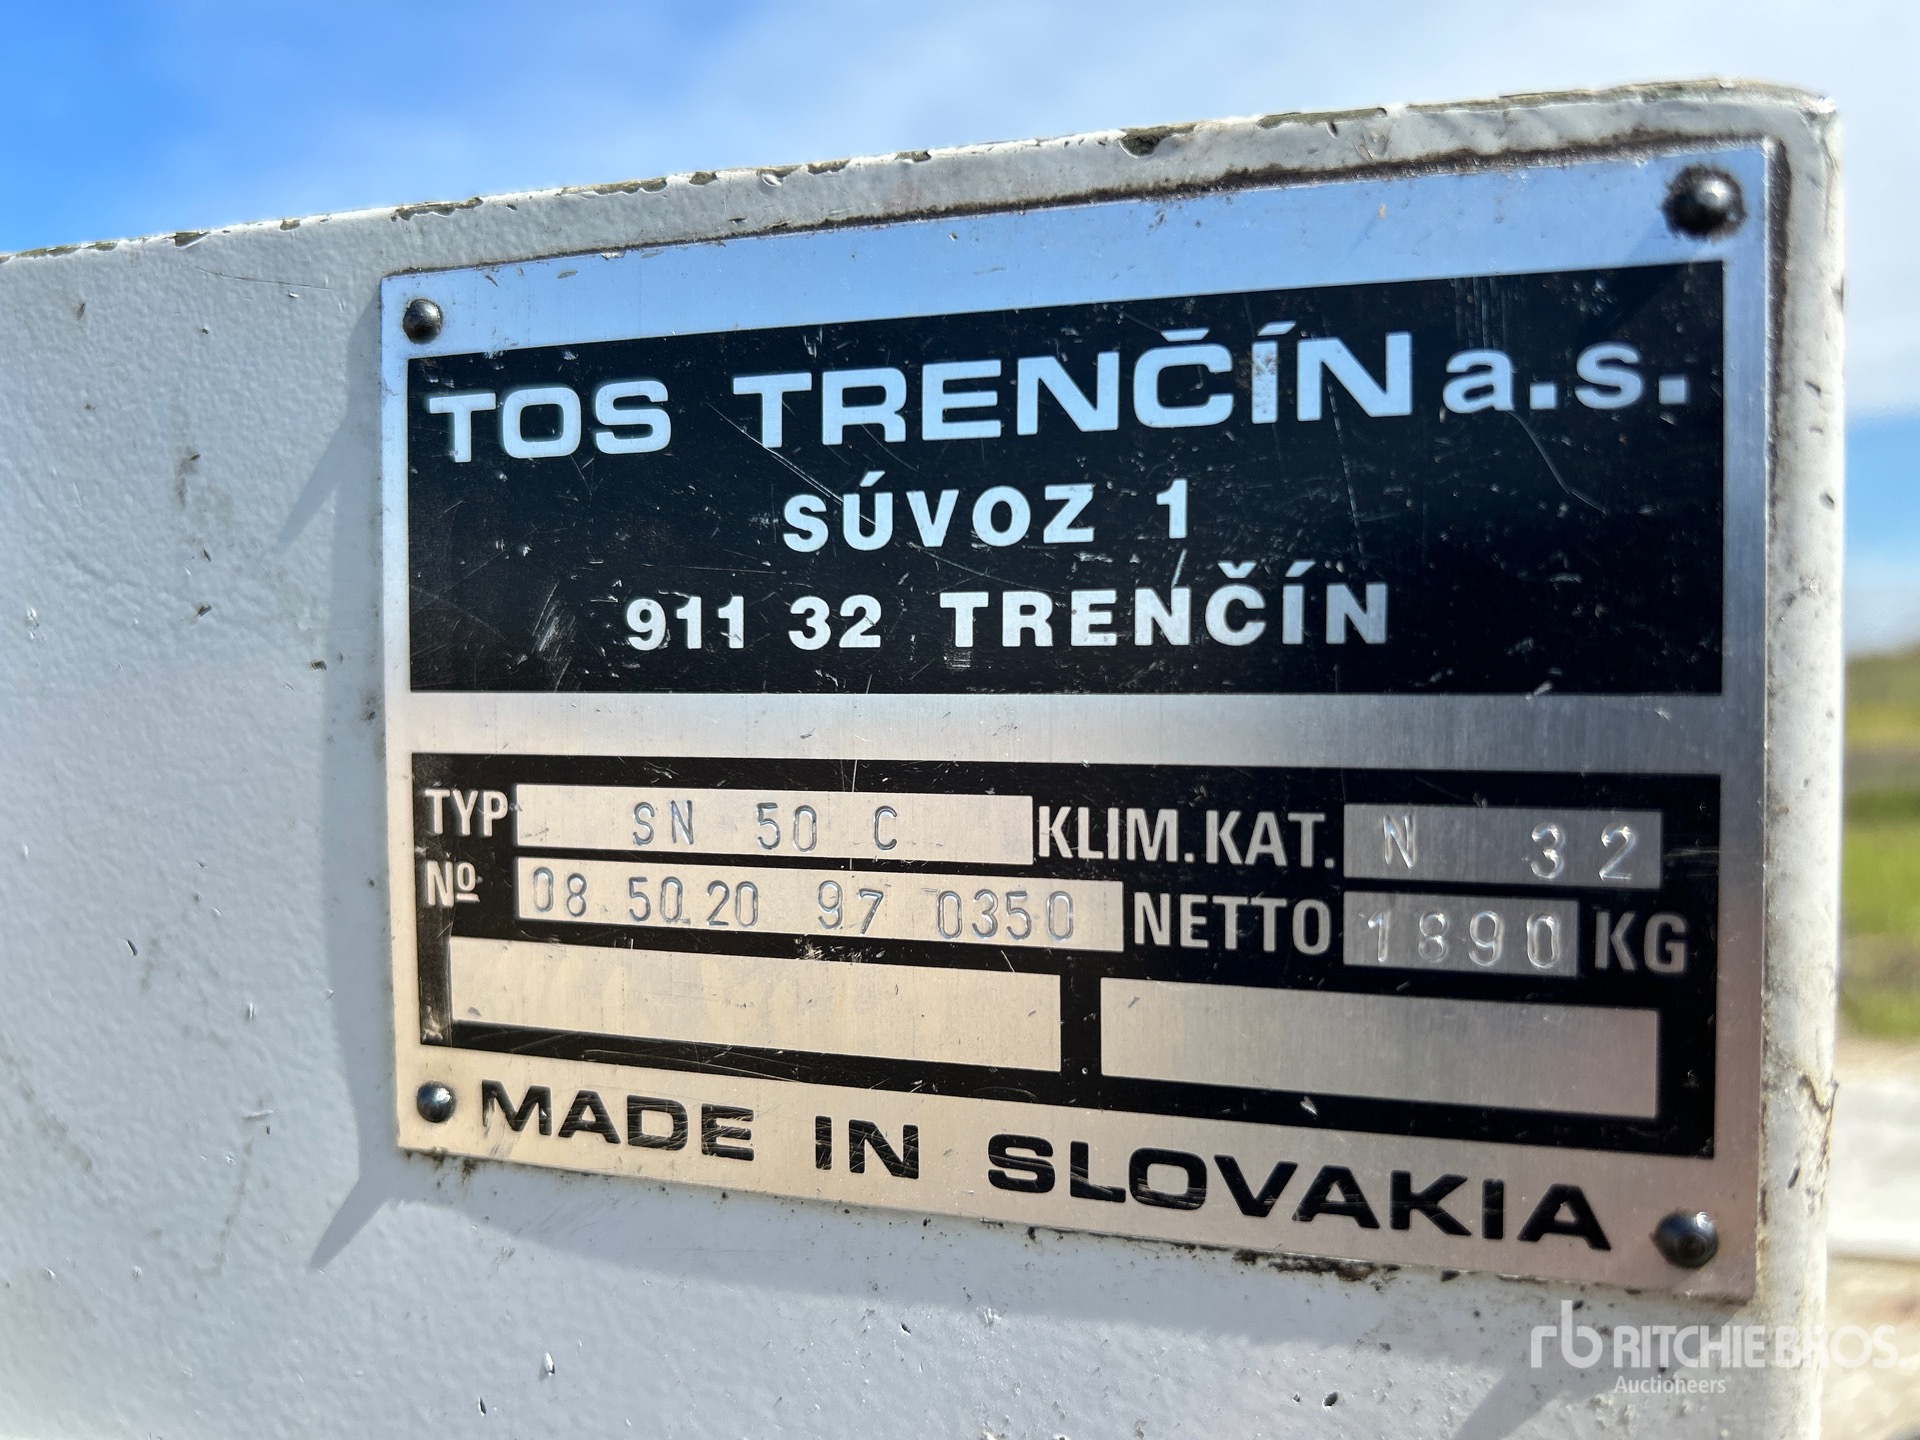 TOS TRENČÍN a.s.
SÚVOZ 1
911 32 TRENČÍN
TYP SN 50 C KLIM. KAT. N 32
Nº 08 50.20 97 0350 NETTO 1890 KG
MADE IN SLOVAKIA
rb RITCHIE BROS.
Auctioneers